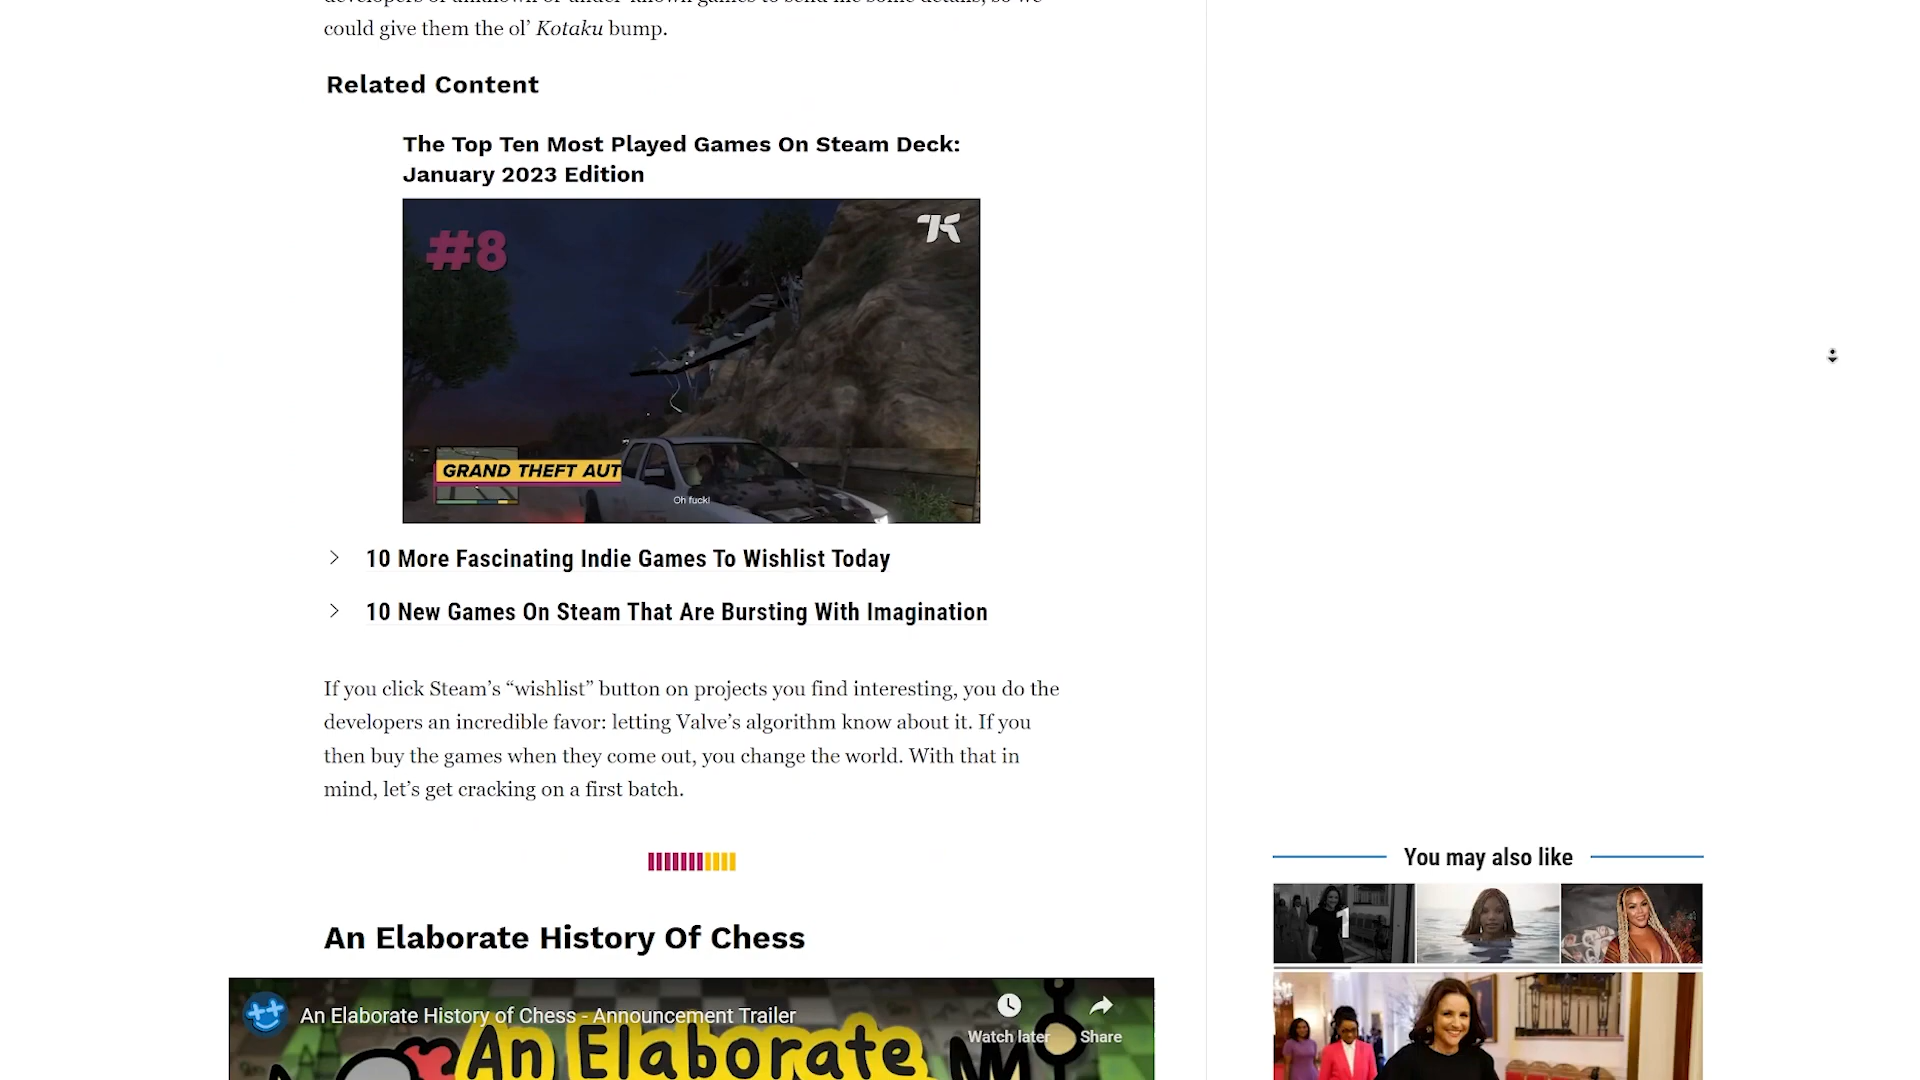 could give them the ol’ Kotaku bump.
Related Content
The Top Ten Most Played Games On Steam Deck:
January 2023 Edition
#8
GRAND THEFT AUT
Oh fuck!
10 More Fascinating Indie Games To Wishlist Today
10 New Games On Steam That Are Bursting With Imagination
If you click Steam’s “wishlist” button on projects you find interesting, you do the
developers an incredible favor: letting Valve’s algorithm know about it. If you
then buy the games when they come out, you change the world. With that in
mind, let’s get cracking on a first batch.
An Elaborate History Of Chess
An Elaborate History of Chess - Announcement Trailer
Watch later
Share
An Elaborate
You may also like
1